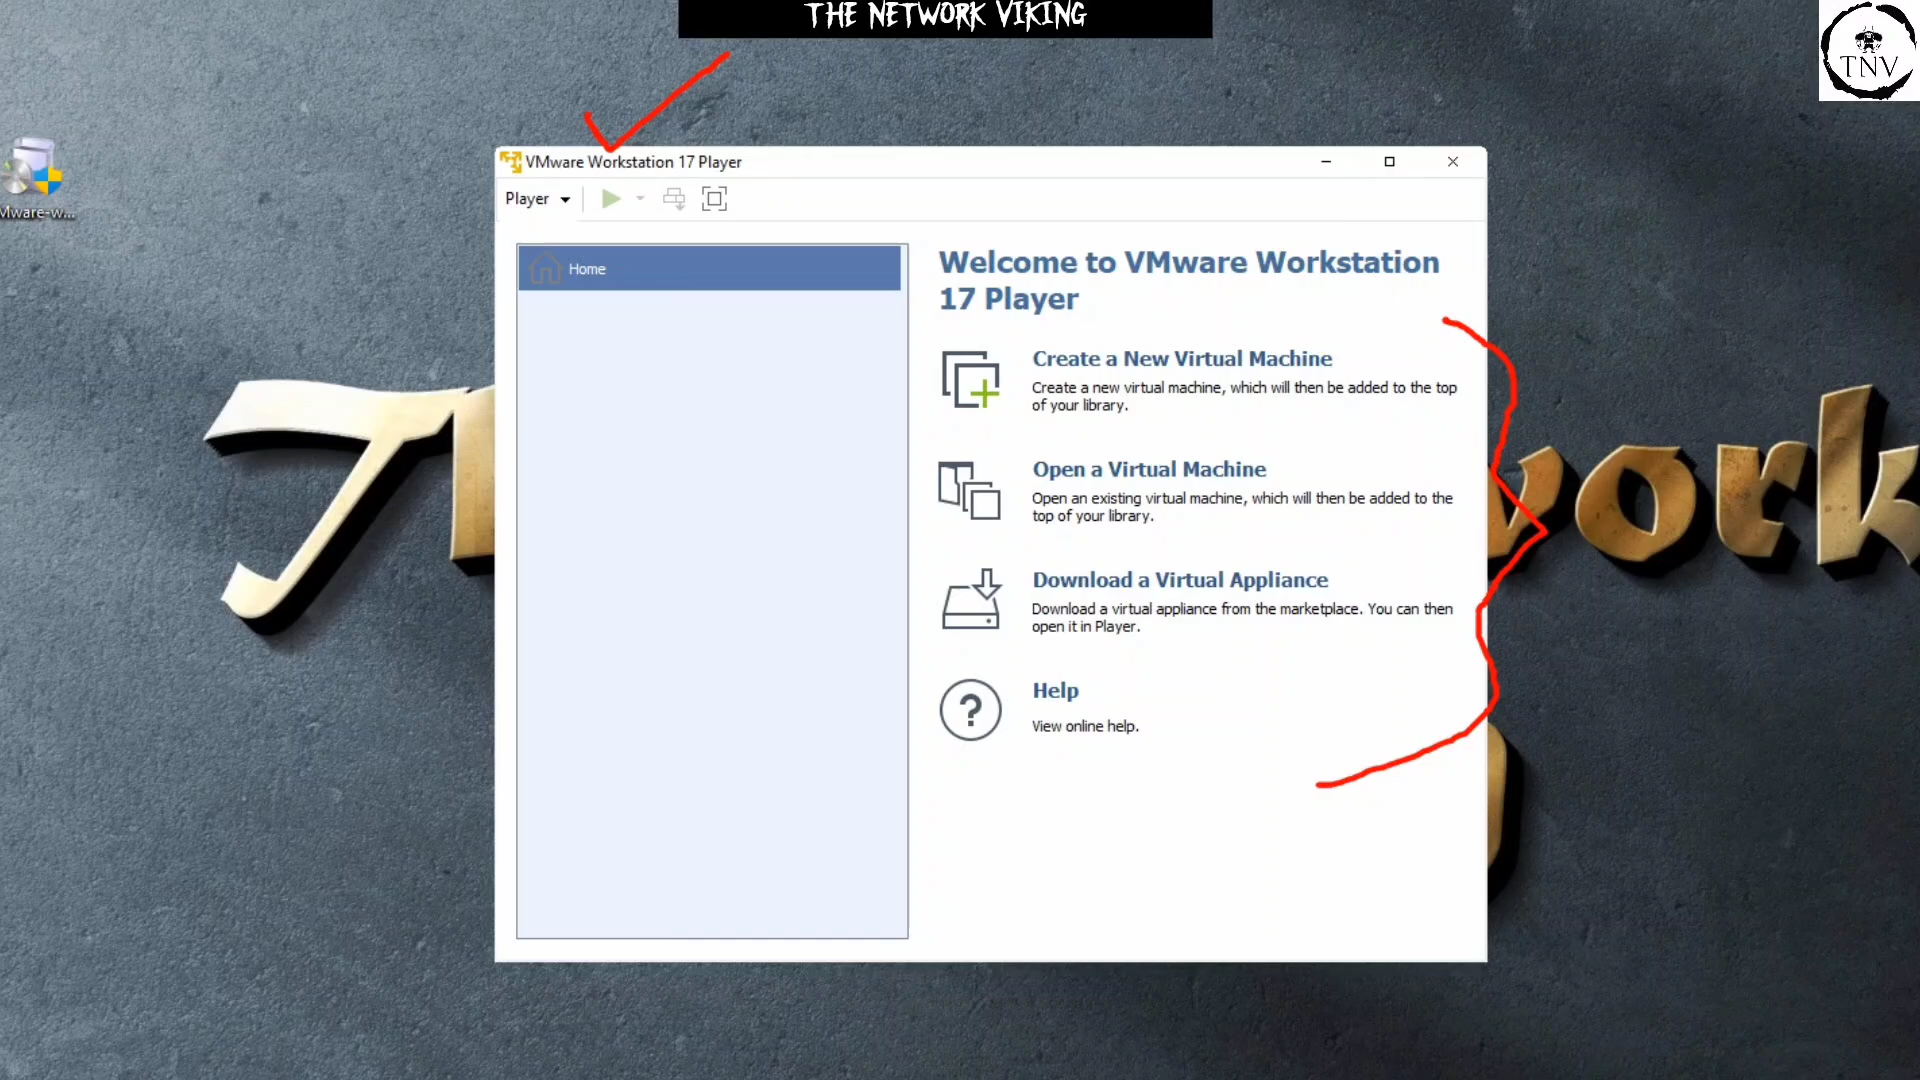 THE NETWORK VIKING
TNV
Mware-w...
VMware Workstation 17 Player
Player
Home
Welcome to VMware Workstation
17 Player
Create a New Virtual Machine
Create a new virtual machine, which will then be added to the top
of your library.
Open a Virtual Machine
Open an existing virtual machine, which will then be added to the
top of your library.
Download a Virtual Appliance
Download a virtual appliance from the marketplace. You can then
open it in Player.
Help
View online help.
work